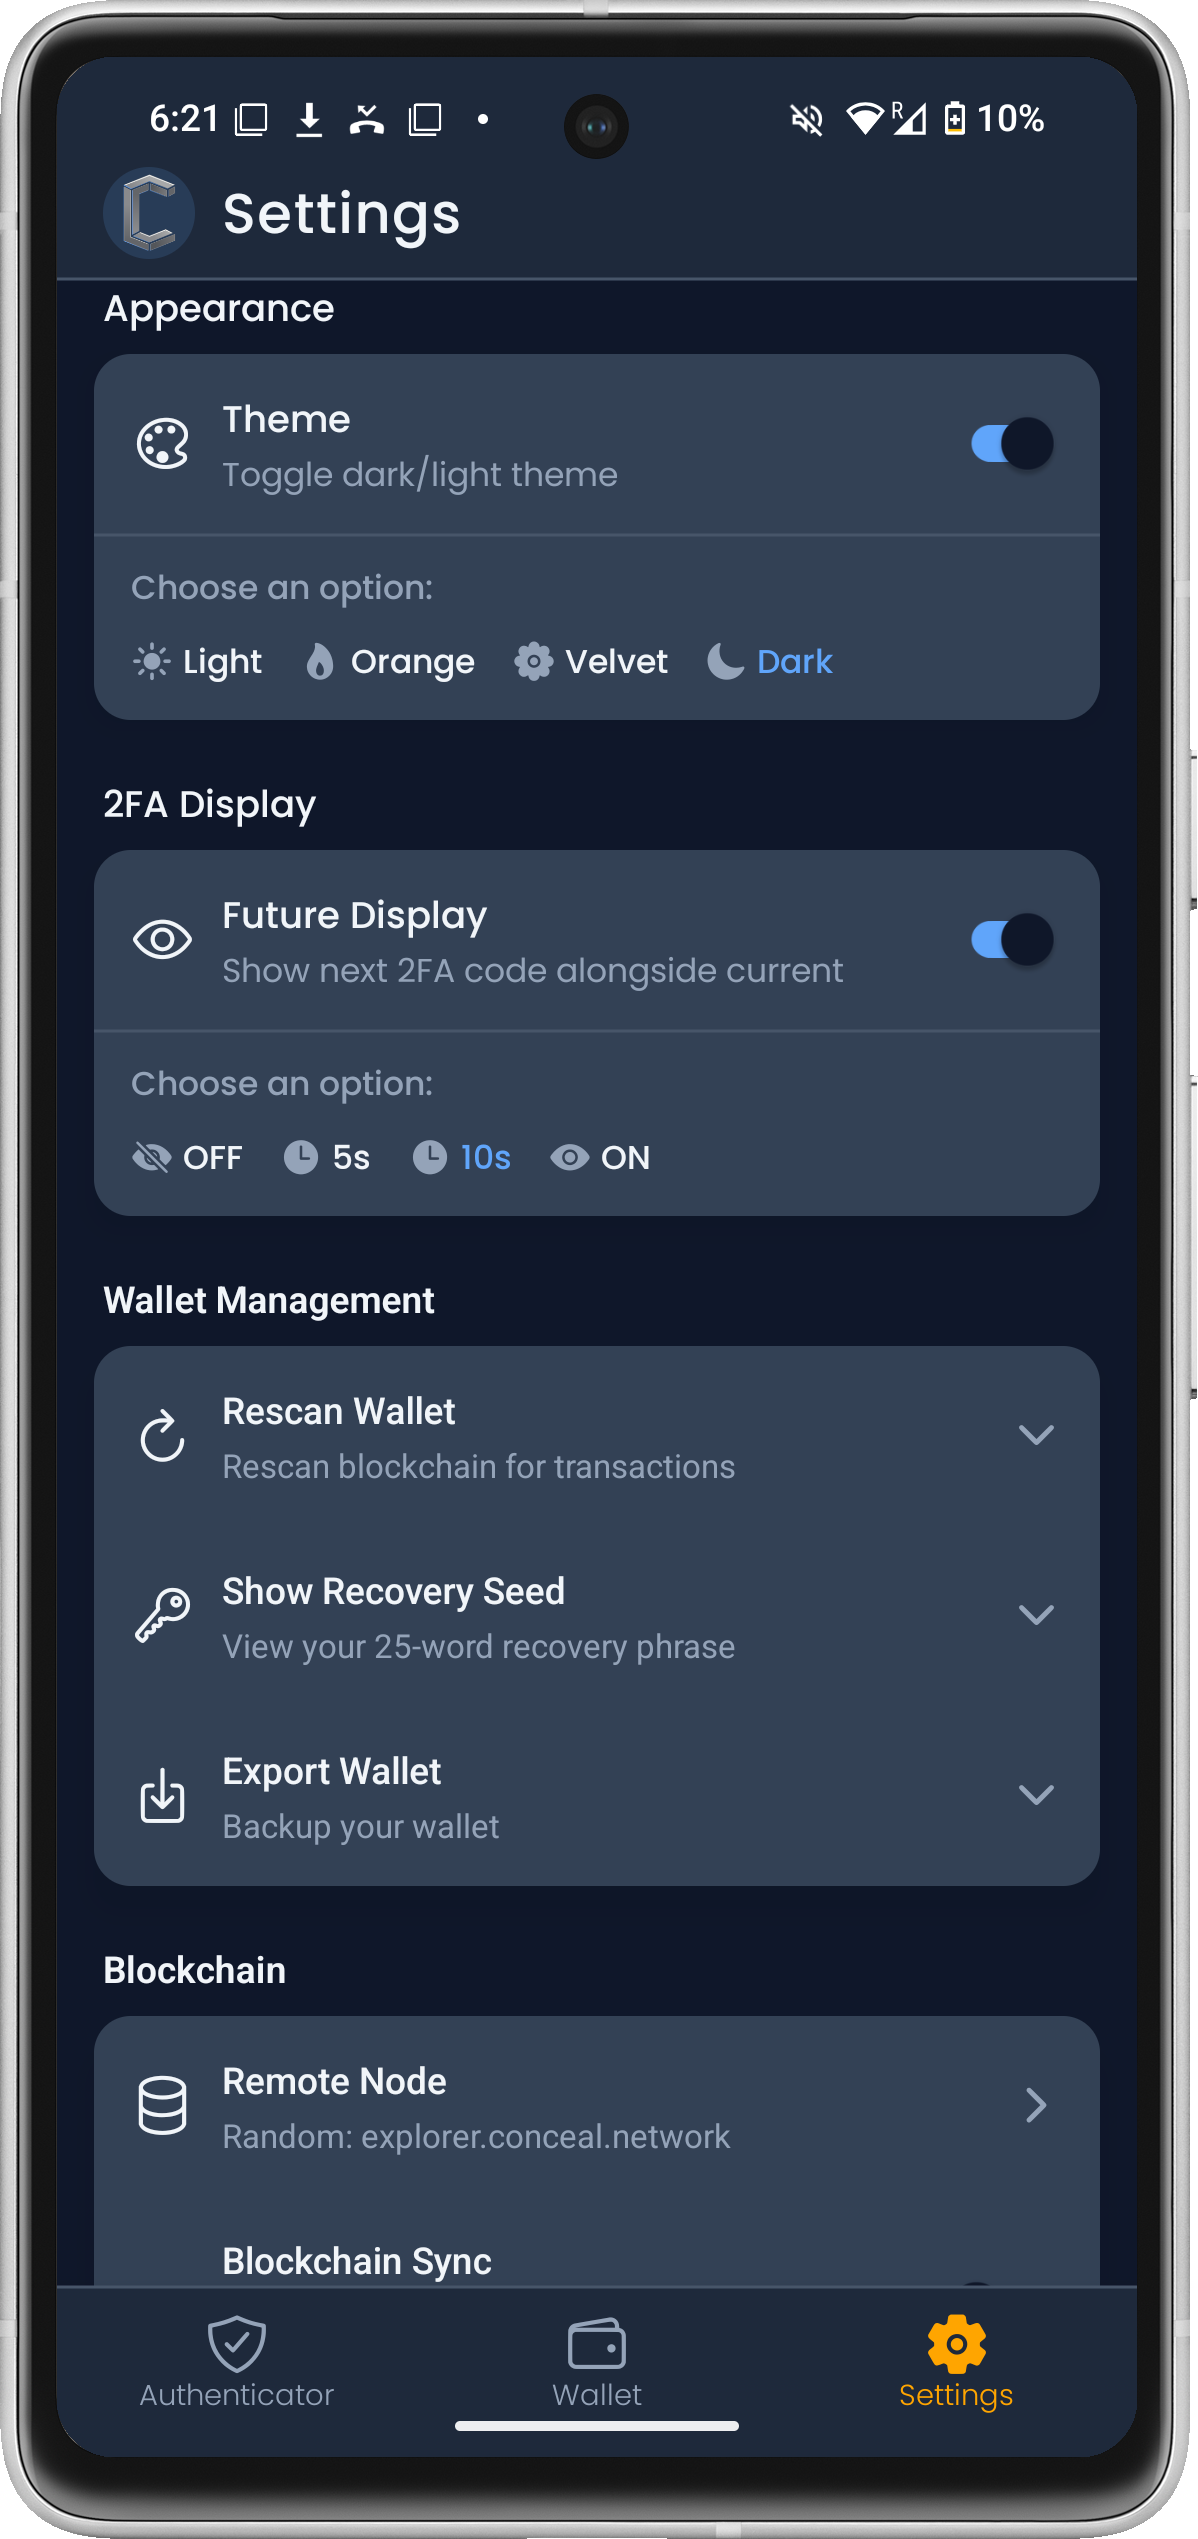 6:21
R
10%
Settings
Appearance
Theme
Toggle dark/light theme
Choose an option:
Light Orange Velvet Dark
2FA Display
Future Display
Show next 2FA code alongside current
Choose an option:
OFF 5s 10s ON
Wallet Management
Rescan Wallet
Rescan blockchain for transactions
Show Recovery Seed
View your 25-word recovery phrase
Export Wallet
Backup your wallet
Blockchain
Remote Node
Random: explorer.conceal.network
Blockchain Sync
Authenticator Wallet Settings